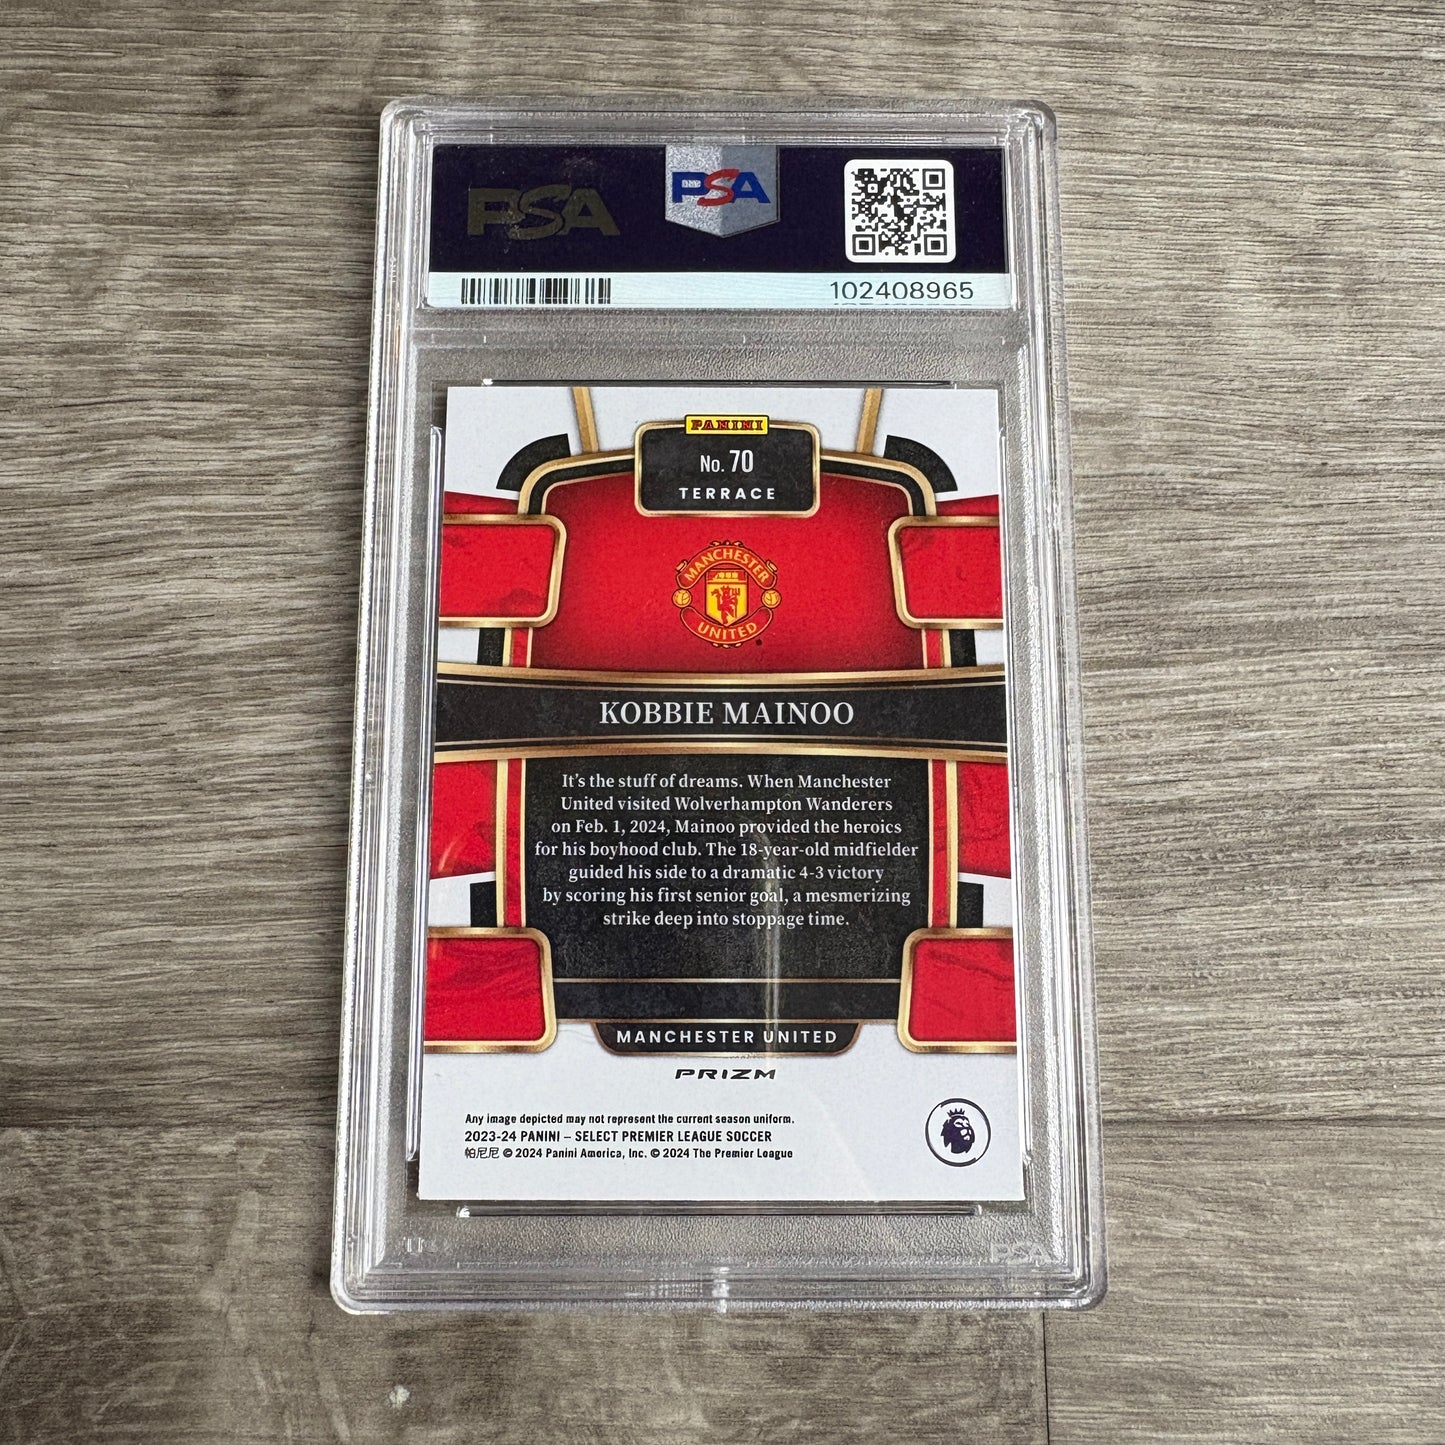 PSA
PSA
102408965
PANINI
No. 70
TERRACE
MANCHESTER
UNITED
KOBBIE MAINOO
It's the stuff of dreams. When Manchester
United visited Wolverhampton Wanderers
on Feb. 1, 2024, Mainoo provided the heroics
for his boyhood club. The 18-year-old midfielder
guided his side to a dramatic 4-3 victory
by scoring his first senior goal, a mesmerizing
strike deep into stoppage time.
MANCHESTER UNITED
PRIZM
Any image depicted may not represent the current season uniform.
2023-24 PANINI – SELECT PREMIER LEAGUE SOCCER
帕尼尼 © 2024 Panini America, Inc. © 2024 The Premier League
PSA